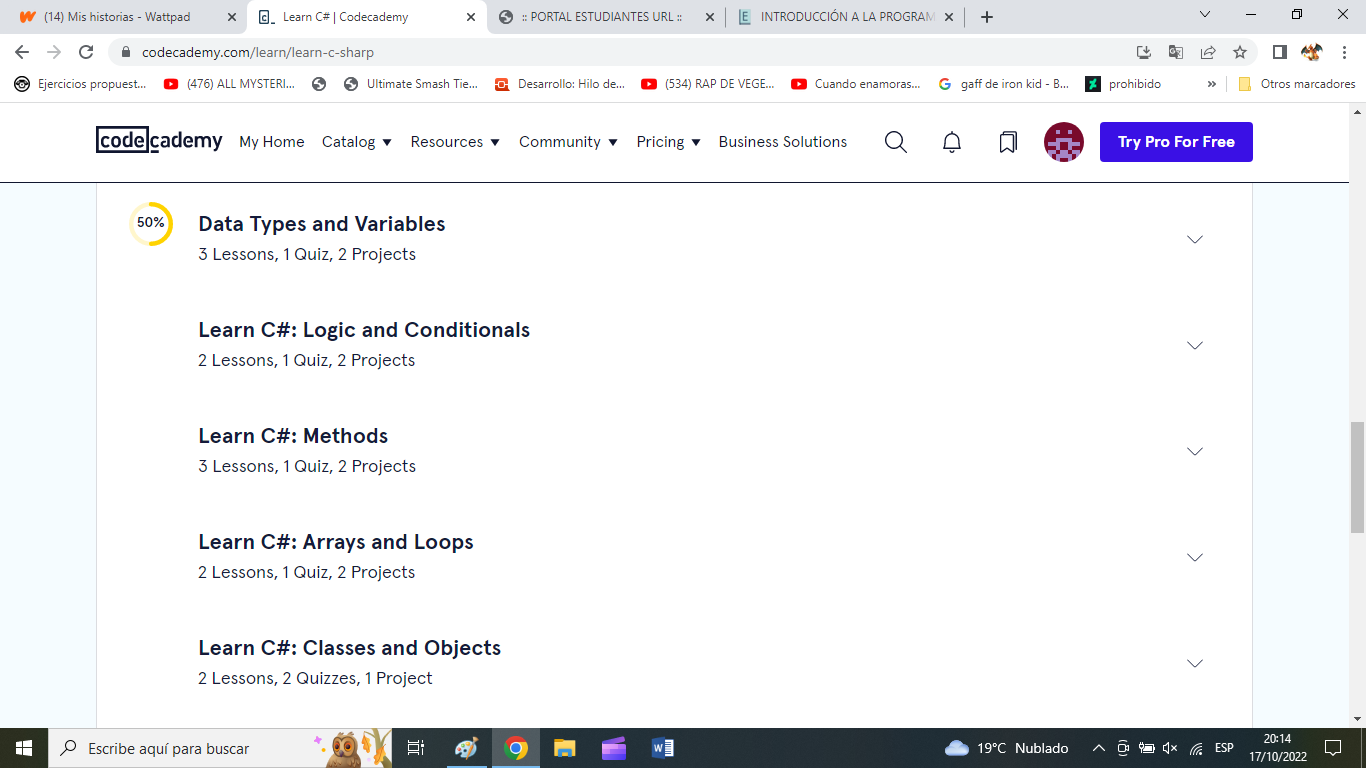 (14) Mis historias - Wattpad
Learn C# | Codecademy
:: PORTAL ESTUDIANTES URL ::
INTRODUCCIÓN A LA PROGRAM
codecademy.com/learn/learn-c-sharp
Ejercicios propuest...
(476) ALL MYSTERI...
Ultimate Smash Tie...
Desarrollo: Hilo de...
(534) RAP DE VEGE...
Cuando enamoras...
gaff de iron kid - B...
prohibido
»
Otros marcadores
codecademy
My Home
Catalog
Resources
Community
Pricing
Business Solutions
Try Pro For Free
50%
Data Types and Variables
3 Lessons, 1 Quiz, 2 Projects
Learn C#: Logic and Conditionals
2 Lessons, 1 Quiz, 2 Projects
Learn C#: Methods
3 Lessons, 1 Quiz, 2 Projects
Learn C#: Arrays and Loops
2 Lessons, 1 Quiz, 2 Projects
Learn C#: Classes and Objects
2 Lessons, 2 Quizzes, 1 Project
Escribe aquí para buscar
19°C Nublado
ESP
20:14
17/10/2022